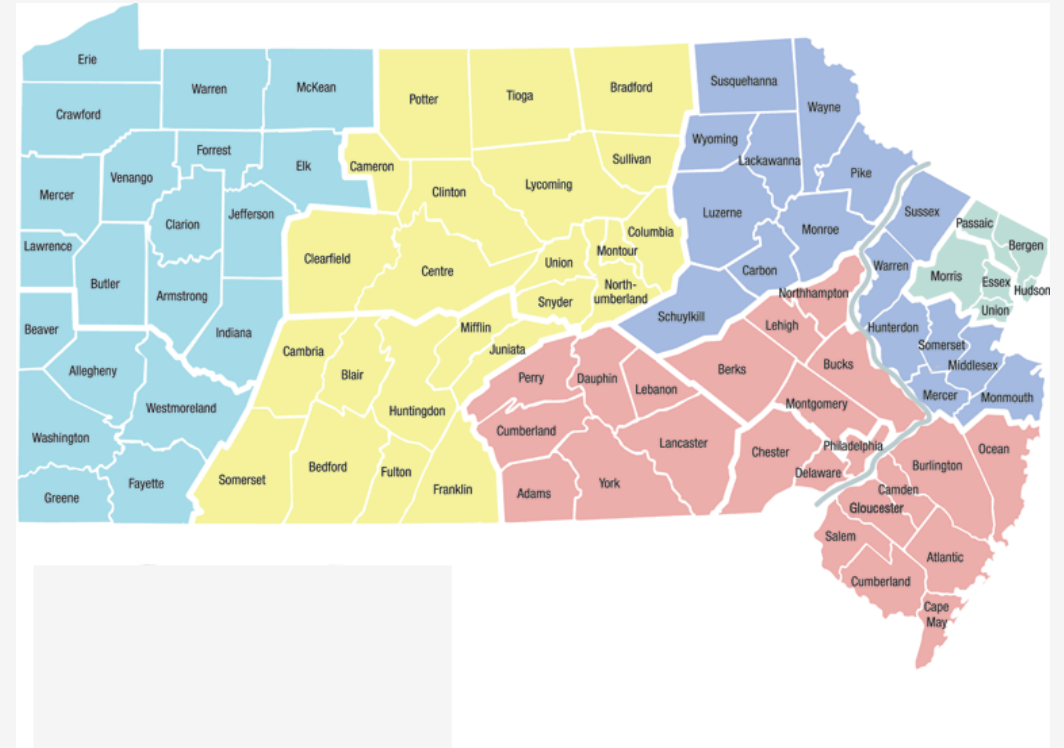 Erie
Warren
McKean
Potter
Tioga
Bradford
Susquehanna
Wayne
Crawford
Forrest
Elk
Cameron
Sullivan
Wyoming
Lackawanna
Pike
Mercer
Venango
Clarion
Jefferson
Clinton
Lycoming
Columbia
Luzerne
Monroe
Sussex
Passaic
Bergen
Lawrence
Butler
Armstrong
Clearfield
Centre
Union
Montour
North-
umberland
Snyder
Carbon
Warren
Morris
Essex
Hudson
Union
Beaver
Indiana
Mifflin
Juniata
Schuylkill
Northhampton
Lehigh
Hunterdon
Somerset
Middlesex
Allegheny
Cambria
Blair
Perry
Dauphin
Lebanon
Berks
Bucks
Mercer
Monmouth
Westmoreland
Huntingdon
Montgomery
Washington
Cumberland
Lancaster
Chester
Philadelphia
Delaware
Ocean
Burlington
Greene
Fayette
Somerset
Bedford
Fulton
Franklin
Adams
York
Camden
Gloucester
Salem
Atlantic
Cumberland
Cape
May